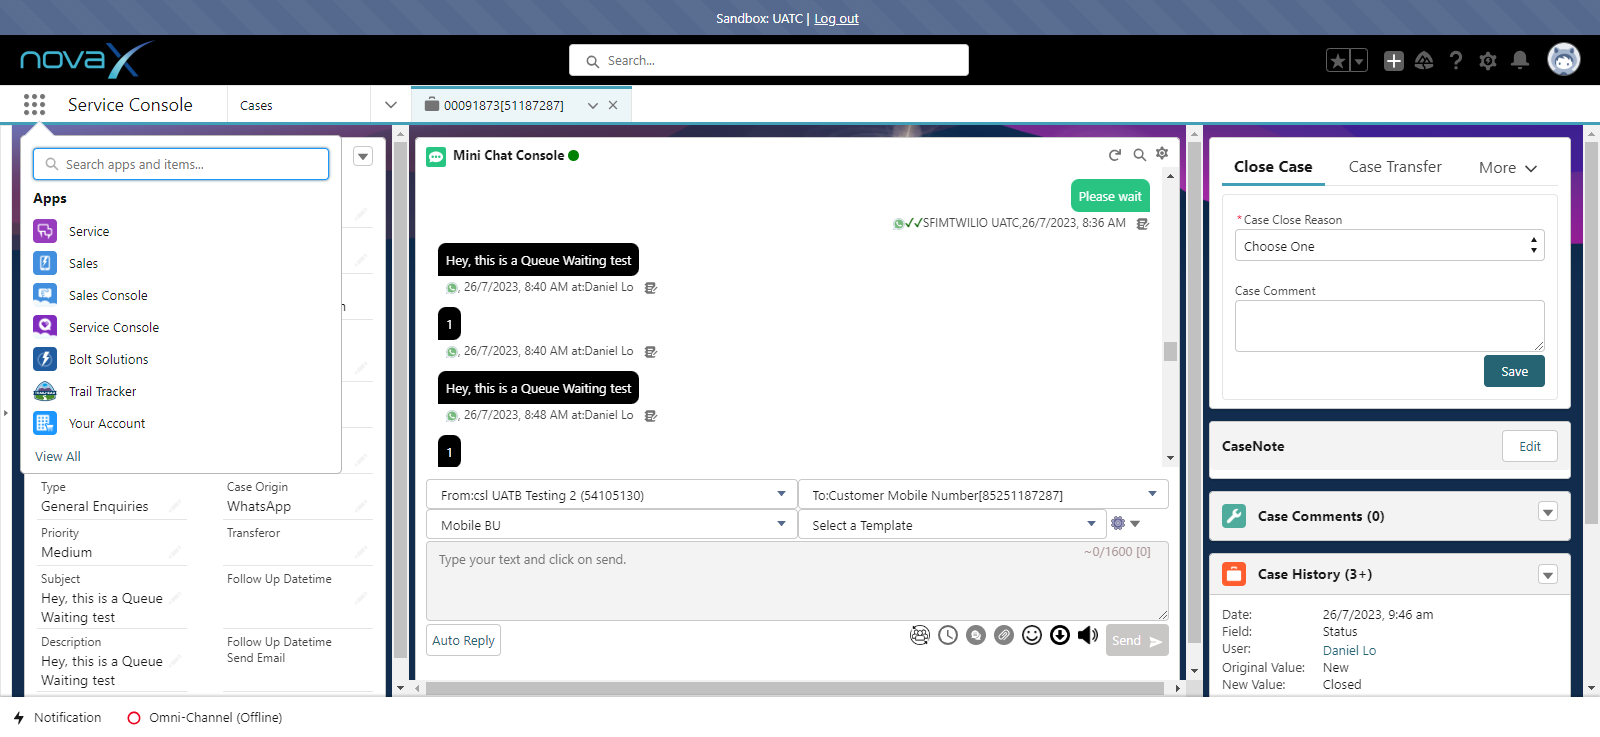 Sandbox: UATC | Log out
novaX
Search...
Service Console
Cases
00091873[51187287]
Search apps and items...
Apps
Service
Sales
Sales Console
Service Console
Bolt Solutions
Trail Tracker
Your Account
View All
Type
General Enquiries
Case Origin
WhatsApp
Priority
Medium
Transferor
Subject
Hey, this is a Queue
Waiting test
Follow Up Datetime
Description
Hey, this is a Queue
Waiting test
Follow Up Datetime
Send Email
Mini Chat Console
Please wait
SFIMTWILIO UATC,26/7/2023, 8:36 AM
Hey, this is a Queue Waiting test
, 26/7/2023, 8:40 AM at:Daniel Lo
1
, 26/7/2023, 8:40 AM at:Daniel Lo
Hey, this is a Queue Waiting test
, 26/7/2023, 8:48 AM at:Daniel Lo
1
From:csl UATB Testing 2 (54105130)
To:Customer Mobile Number[85251187287]
Mobile BU
Select a Template
Type your text and click on send.
~0/1600 [0]
Auto Reply
Send
Close Case
Case Transfer
More
*Case Close Reason
Choose One
Case Comment
Save
CaseNote
Edit
Case Comments (0)
Case History (3+)
Date: 26/7/2023, 9:46 am
Field: Status
User: Daniel Lo
Original Value: New
New Value: Closed
Notification
Omni-Channel (Offline)